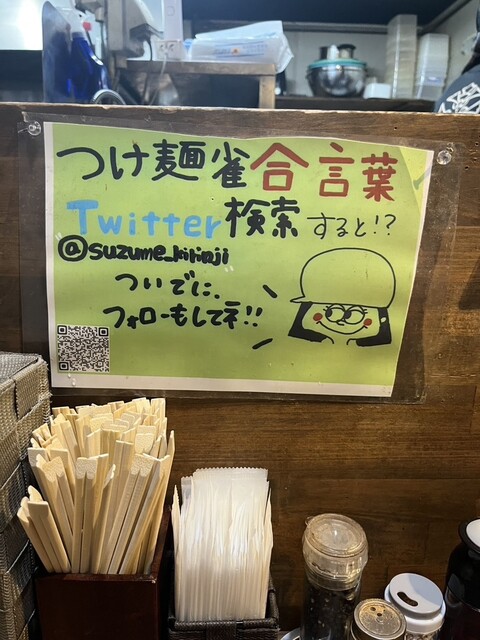 つけ麺雀合言葉
Twitter検索すると!?
@suzume_kirinji
ついでに、
フォローもしてネ!!